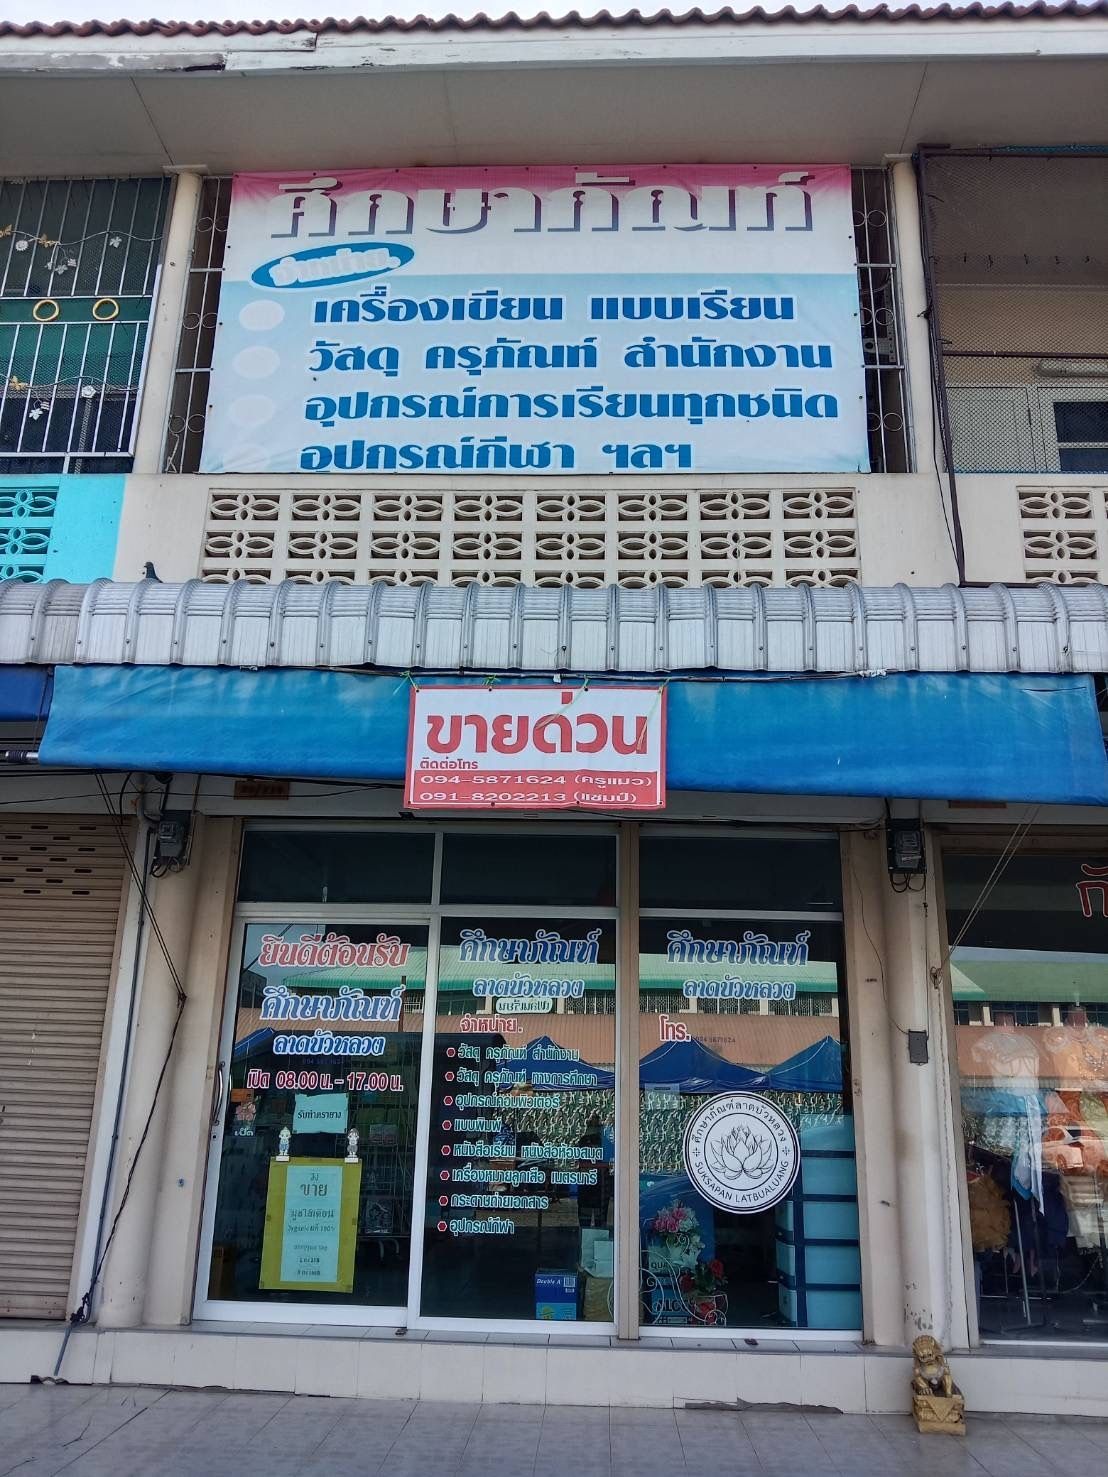 ศึกษาภัณฑ์
จำหน่าย.
เครื่องเขียน แบบเรียน
วัสดุ ครุภัณฑ์ สำนักงาน
อุปกรณ์การเรียนทุกชนิด
อุปกรณ์กีฬา ฯลฯ
ขายด่วน
ติดต่อโทร
094-5871624 (ครูแมว)
091-8202213 (แชมป์)
ยินดีต้อนรับ
ศึกษาภัณฑ์
ลาดบัวหลวง
เปิด 08.00 น. - 17.00 น.
รับทำตรายาง
ขาย
ศึกษาภัณฑ์
ลาดบัวหลวง
จำหน่าย.
วัสดุ ครุภัณฑ์ สำนักงาน
วัสดุ ครุภัณฑ์ ทางการศึกษา
อุปกรณ์คอมพิวเตอร์
แบบพิมพ์
หนังสือเรียน หนังสือห้องสมุด
เครื่องหมายลูกเสือ เนตรนารี
กระดาษถ่ายเอกสาร
อุปกรณ์กีฬา
Double A
ศึกษาภัณฑ์
ลาดบัวหลวง
โทร. 094 5871624
ศึกษาภัณฑ์ลาดบัวหลวง
SUKSAPAN LATBUALUANG